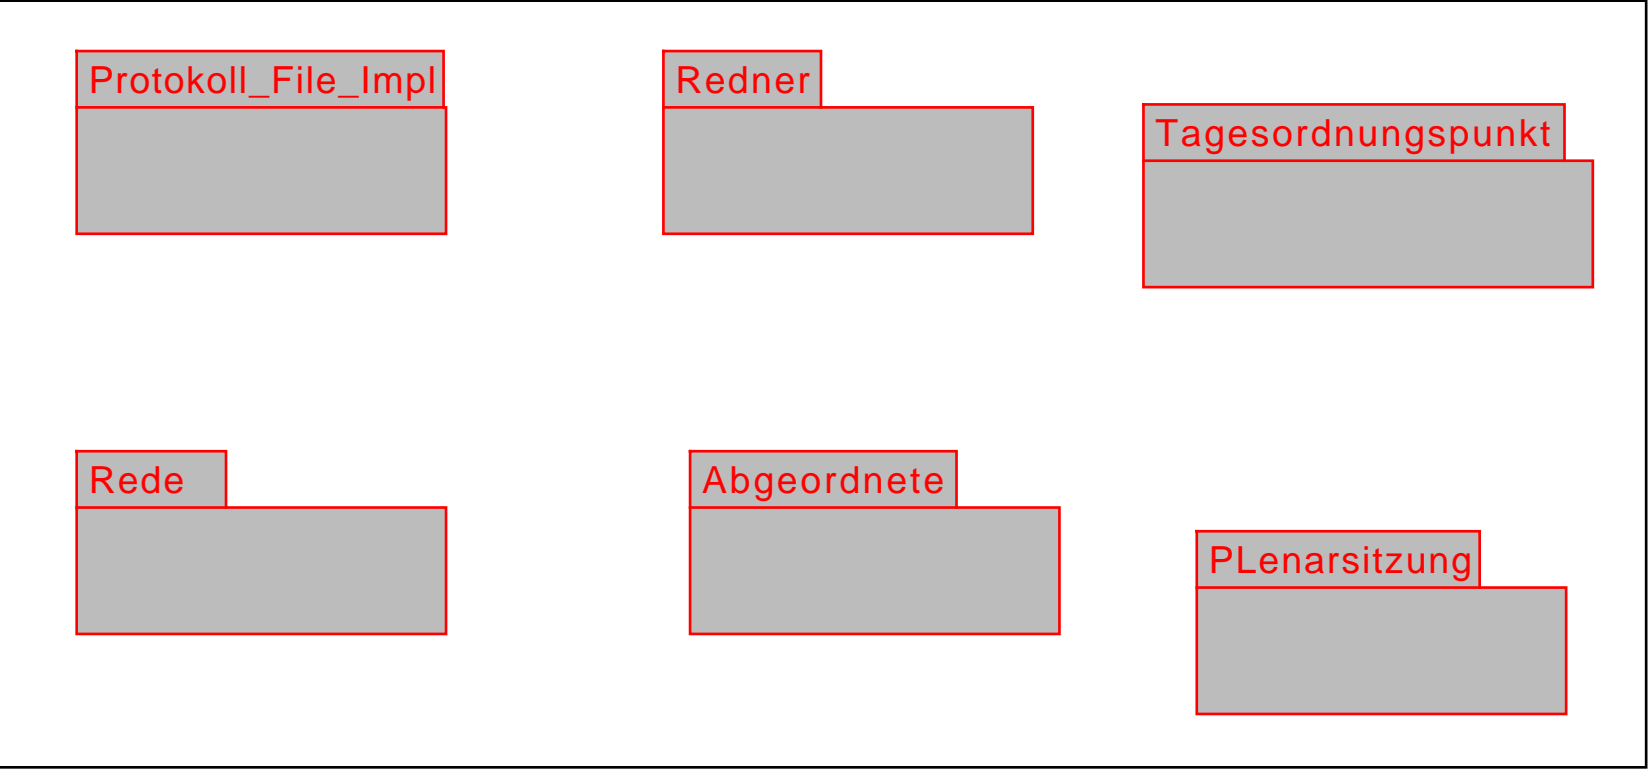 Protokoll_File_Impl
Redner
Tagesordnungspunkt
Rede
Abgeordnete
PLenarsitzung